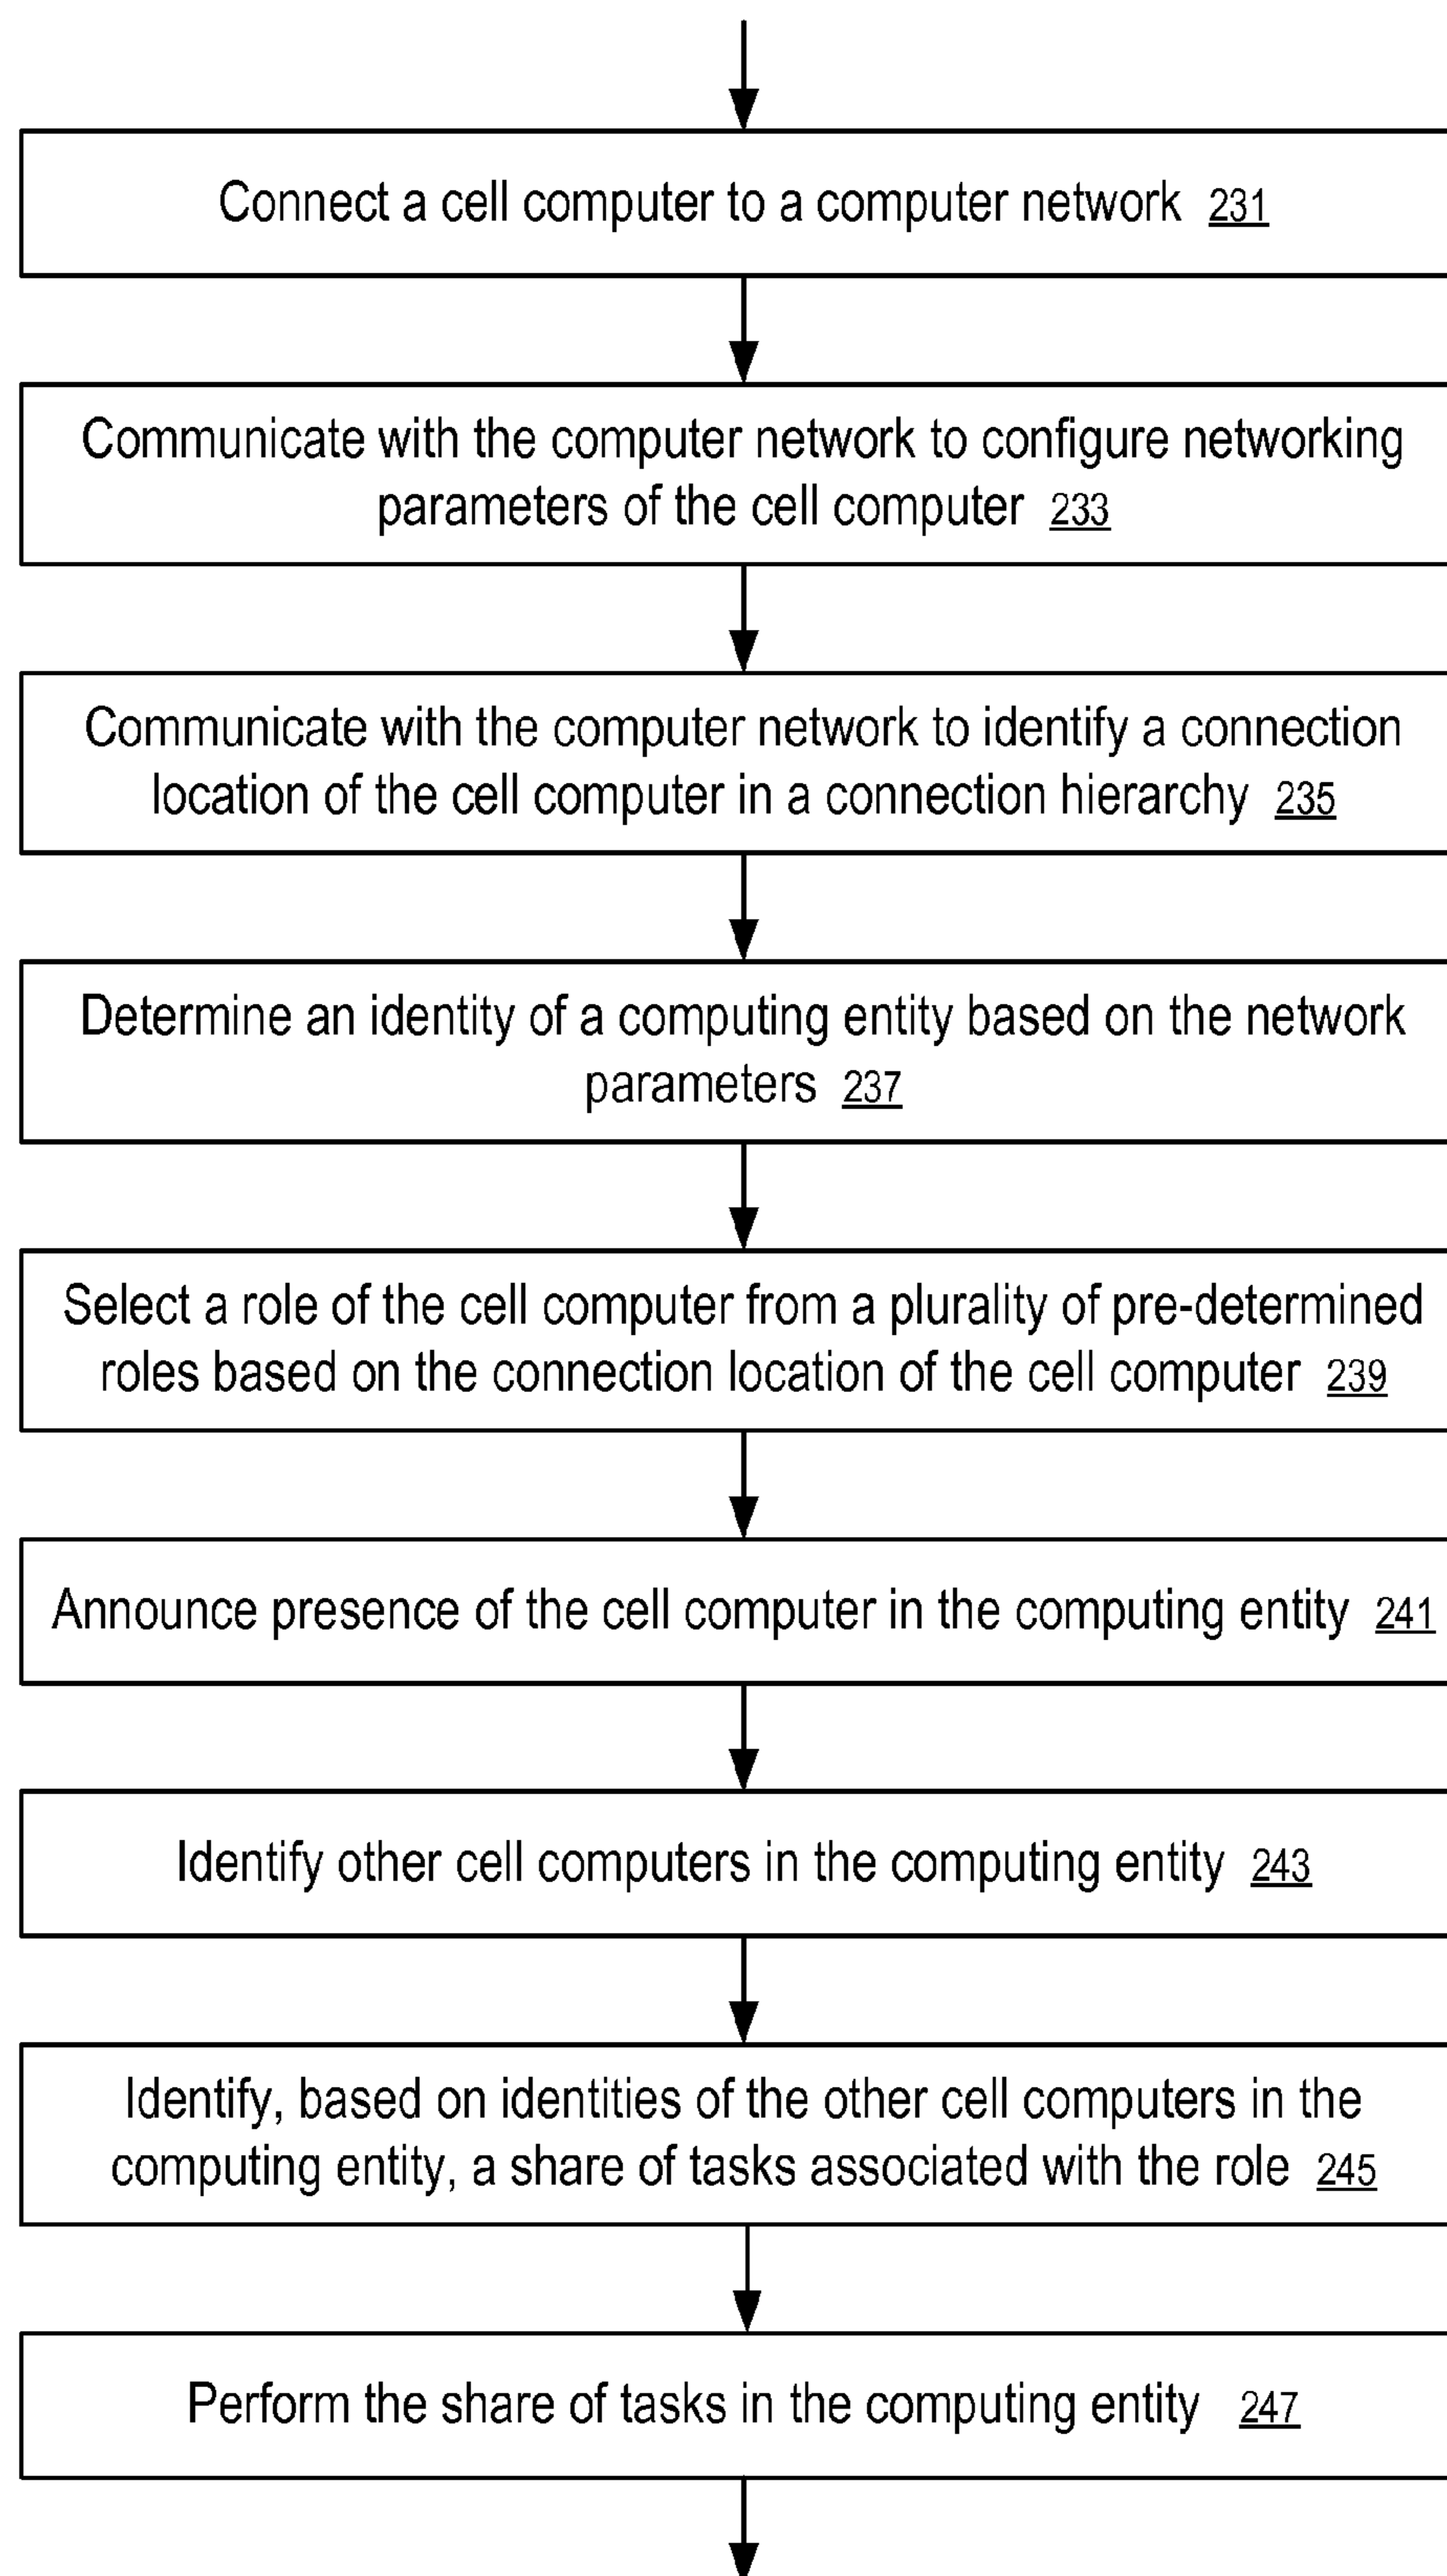 Connect a cell computer to a computer network 231
Communicate with the computer network to configure networking
parameters of the cell computer 233
Communicate with the computer network to identify a connection
location of the cell computer in a connection hierarchy 235
Determine an identity of a computing entity based on the network
parameters 237
Select a role of the cell computer from a plurality of pre-determined
roles based on the connection location of the cell computer 239
Announce presence of the cell computer in the computing entity 241
Identify other cell computers in the computing entity 243
Identify, based on identities of the other cell computers in the
computing entity, a share of tasks associated with the role 245
Perform the share of tasks in the computing entity 247